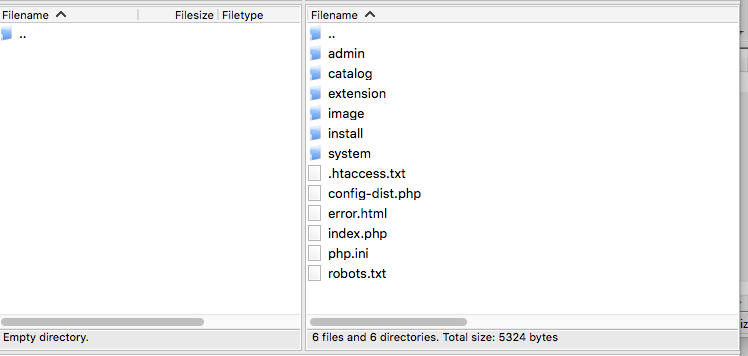 Filename Filesize Filetype
..
Empty directory.
Filename
..
admin
catalog
extension
image
install
system
.htaccess.txt
config-dist.php
error.html
index.php
php.ini
robots.txt
6 files and 6 directories. Total size: 5324 bytes
iz